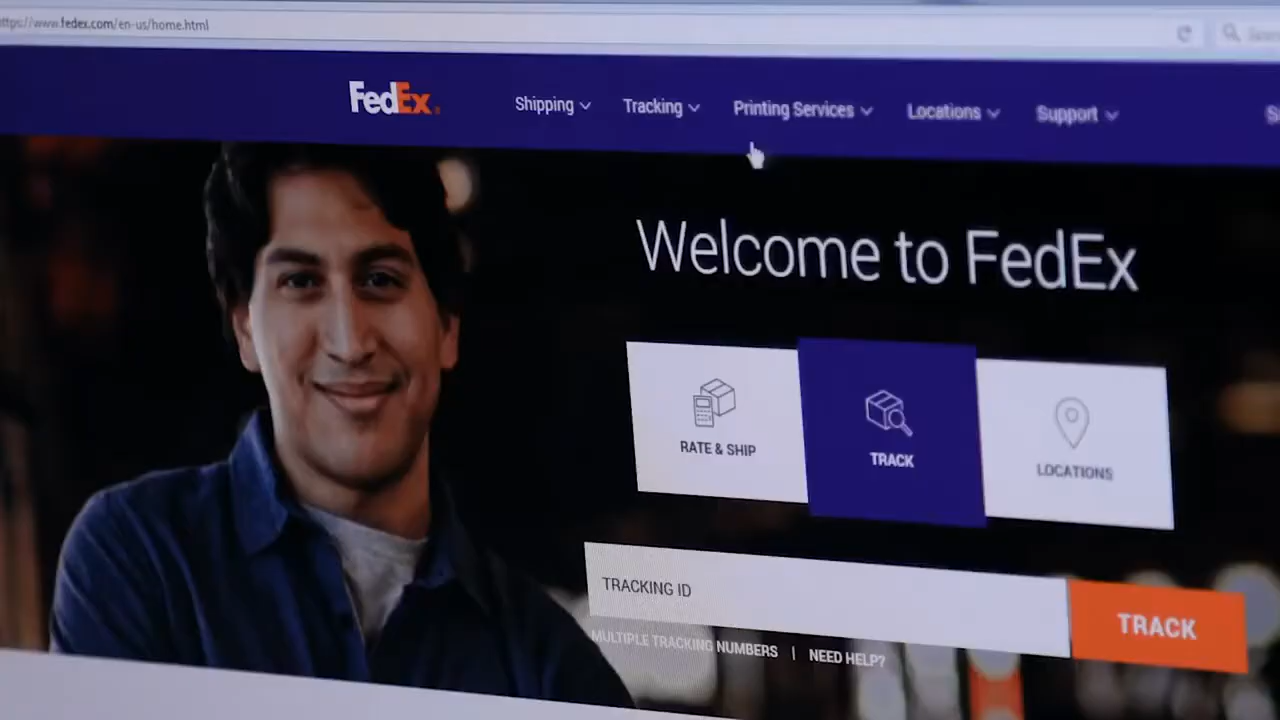 https://www.fedex.com/en-us/home.html
FedEx
Shipping Tracking Printing Services Locations Support
Welcome to FedEx
RATE & SHIP
TRACK
LOCATIONS
TRACKING ID
TRACK
MULTIPLE TRACKING NUMBERS | NEED HELP?